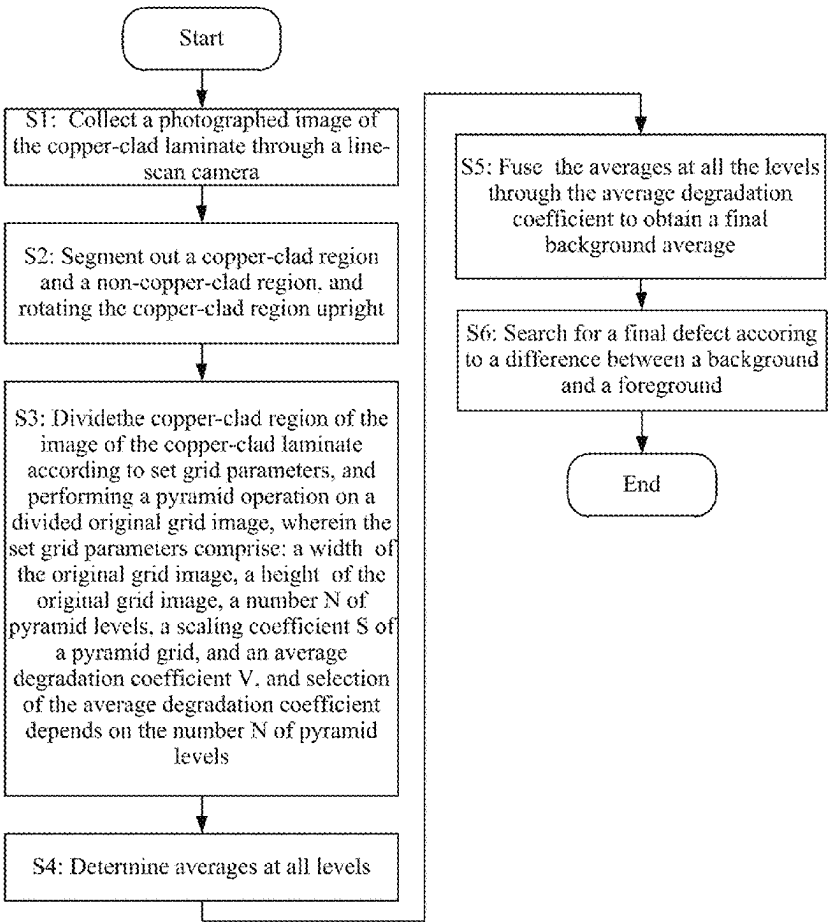 Start
S1: Collect a photographed image of
the copper-clad laminate through a line-
scan camera
S2: Segment out a copper-clad region
and a non-copper-clad region, and
rotating the copper-clad region upright
S3: Dividethe copper-clad region of the
image of the copper-clad laminate
according to set grid parameters, and
performing a pyramid operation on a
divided original grid image, wherein the
set grid parameters comprise: a width of
the original grid image, a height of the
original grid image, a number N of
pyramid levels, a scaling coefficient S of
a pyramid grid, and an average
degradation coefficient V, and selection
of the average degradation coefficient
depends on the number N of pyramid
levels
S4: Determine averages at all levels
S5: Fuse the averages at all the levels
through the average degradation
coefficient to obtain a final
background average
S6: Search for a final defect accoring
to a difference between a background
and a foreground
End